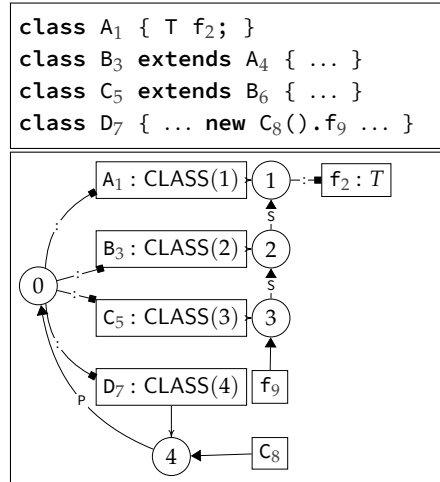 class A₁ { T f₂; }
class B₃ extends A₄ { ... }
class C₅ extends B₆ { ... }
class D₇ { ... new C₈().f₉ ... }
A₁ : CLASS(1) 1 : f₂ : T
:
S
B₃ : CLASS(2) 2
:
0
S
:
C₅ : CLASS(3) 3
:
D₇ : CLASS(4) f₉
P
4 C₈